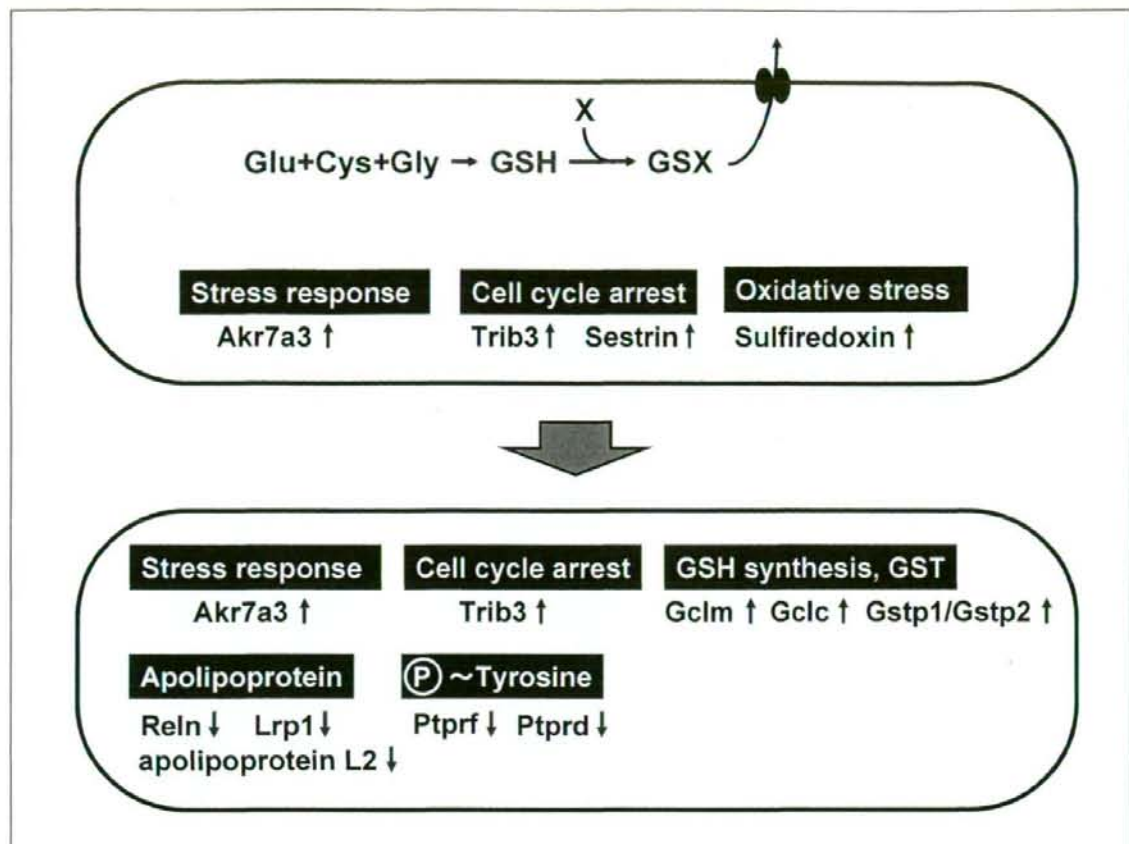 X
Glu+Cys+Gly → GSH → GSX
Stress response Cell cycle arrest Oxidative stress
Akr7a3 ↑ Trib3 ↑ Sestrin ↑ Sulfiredoxin ↑
Stress response Cell cycle arrest GSH synthesis, GST
Akr7a3 ↑ Trib3 ↑ Gclm ↑ Gclc ↑ Gstp1/Gstp2 ↑
Apolipoprotein Ⓟ ~Tyrosine
Reln ↓ Lrp1 ↓ Ptprf ↓ Ptprd ↓
apolipoprotein L2 ↓